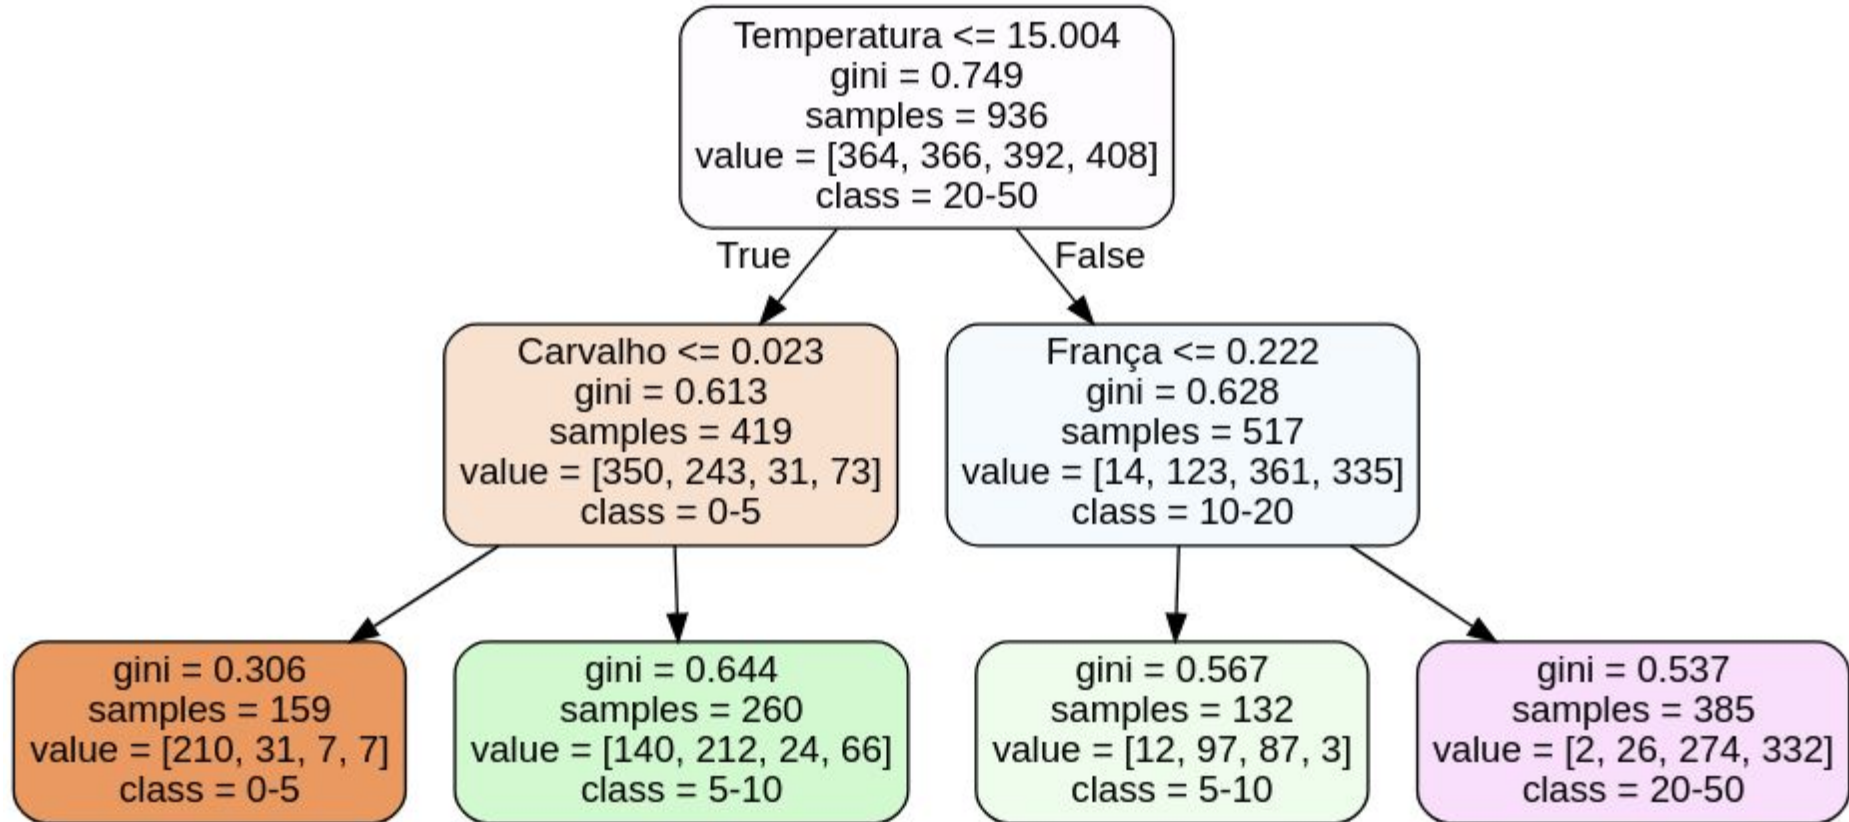 Temperatura <= 15.004
gini = 0.749
samples = 936
value = [364, 366, 392, 408]
class = 20-50
True
False
Carvalho <= 0.023
gini = 0.613
samples = 419
value = [350, 243, 31, 73]
class = 0-5
França <= 0.222
gini = 0.628
samples = 517
value = [14, 123, 361, 335]
class = 10-20
gini = 0.306
samples = 159
value = [210, 31, 7, 7]
class = 0-5
gini = 0.644
samples = 260
value = [140, 212, 24, 66]
class = 5-10
gini = 0.567
samples = 132
value = [12, 97, 87, 3]
class = 5-10
gini = 0.537
samples = 385
value = [2, 26, 274, 332]
class = 20-50